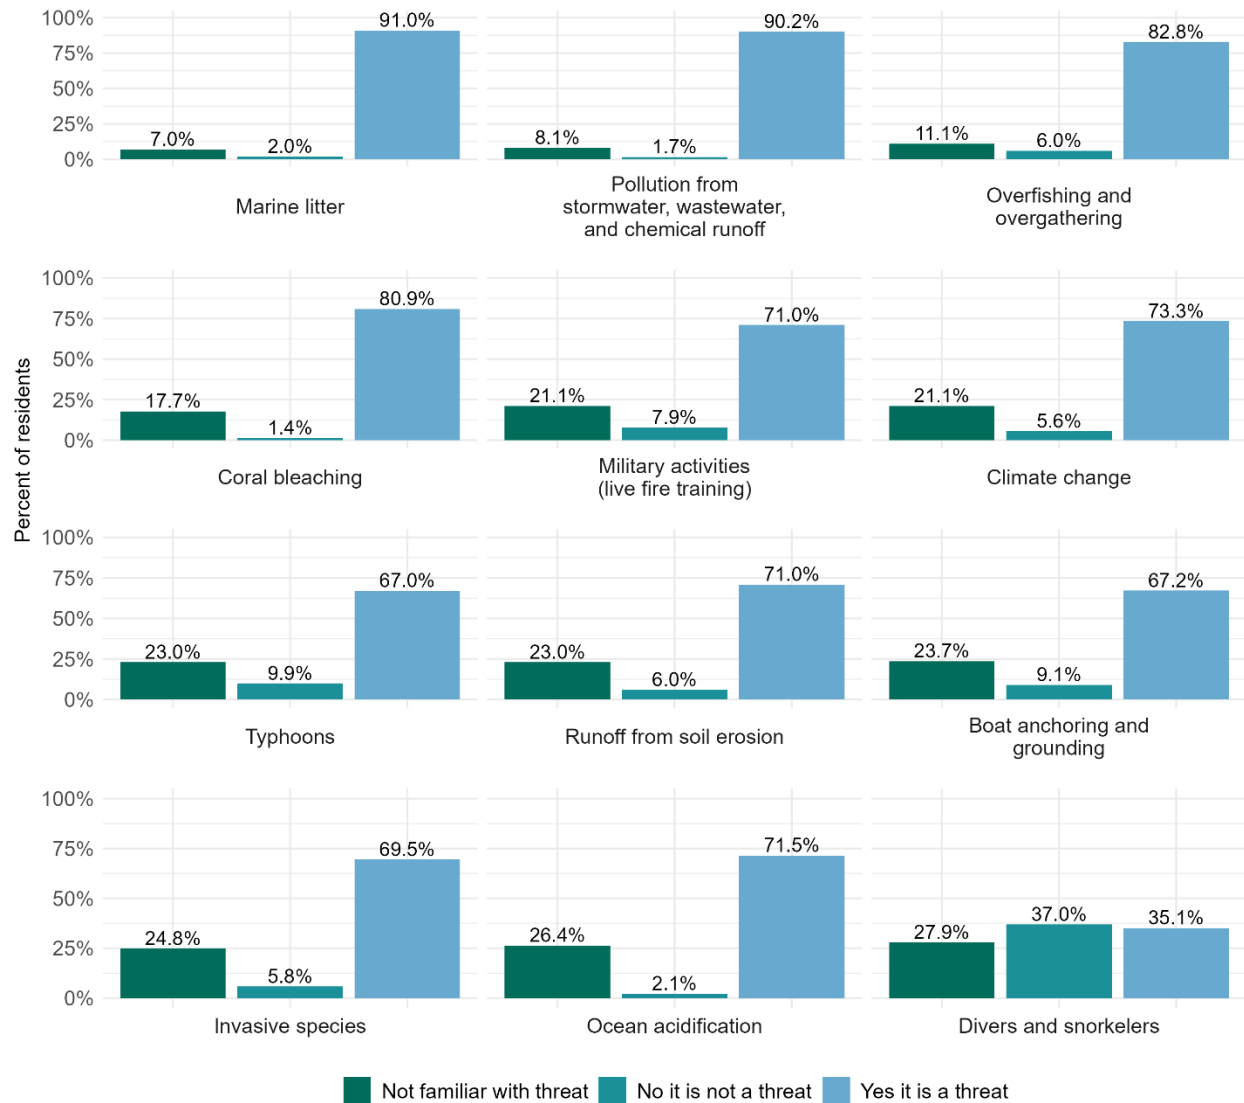 100%
75%
50%
25%
0%
7.0%
2.0%
91.0%
8.1%
1.7%
90.2%
11.1%
6.0%
82.8%
Marine litter
Pollution from
stormwater, wastewater,
and chemical runoff
Overfishing and
overgathering
Percent of residents
100%
75%
50%
25%
0%
17.7%
1.4%
80.9%
21.1%
7.9%
71.0%
21.1%
5.6%
73.3%
Coral bleaching
Military activities
(live fire training)
Climate change
100%
75%
50%
25%
0%
23.0%
9.9%
67.0%
23.0%
6.0%
71.0%
23.7%
9.1%
67.2%
Typhoons
Runoff from soil erosion
Boat anchoring and
grounding
100%
75%
50%
25%
0%
24.8%
5.8%
69.5%
26.4%
2.1%
71.5%
27.9%
37.0%
35.1%
Invasive species
Ocean acidification
Divers and snorkelers
Not familiar with threat
No it is not a threat
Yes it is a threat